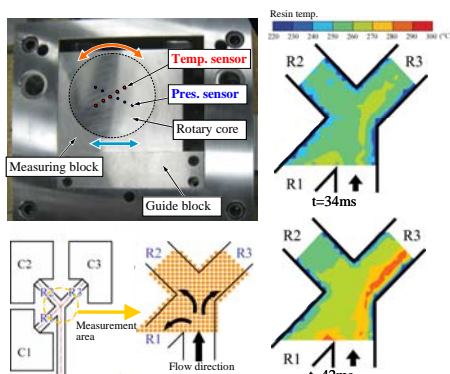 Temp. sensor
Pres. sensor
Rotary core
Measuring block
Guide block
Resin temp.
220 230 240 250 260 270 280 290 300 (°C)
R2
R3
R1
t=34ms
C2
C3
R2
R3
C1
Measurement
area
R2
R3
R1
Flow direction
R2
R3
R1